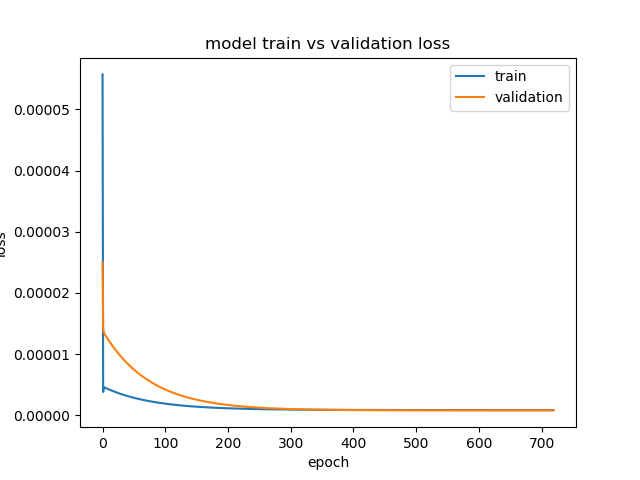 model train vs validation loss
train
validation
0.00005
0.00004
0.00003
0.00002
0.00001
0.00000
loss
0 100 200 300 400 500 600 700
epoch